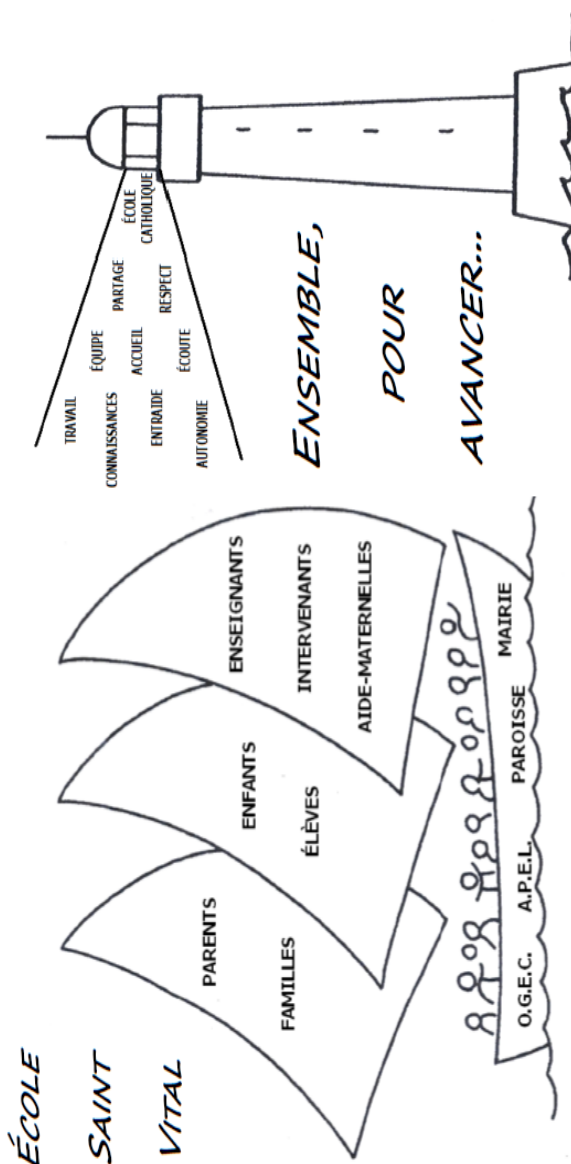 ÉCOLE
SAINT
VITAL
PARENTS
FAMILLES
ENFANTS
ÉLÈVES
ENSEIGNANTS
INTERVENANTS
AIDE-MATERNELLES
O.G.E.C. A.P.E.L. PAROISSE MAIRIE
TRAVAIL
CONNAISSANCES
ENTRAIDE
AUTONOMIE
ÉQUIPE
ACCUEIL
ÉCOUTE
PARTAGE
RESPECT
ÉCOLE
CATHOLIQUE
ENSEMBLE,
POUR
AVANCER...